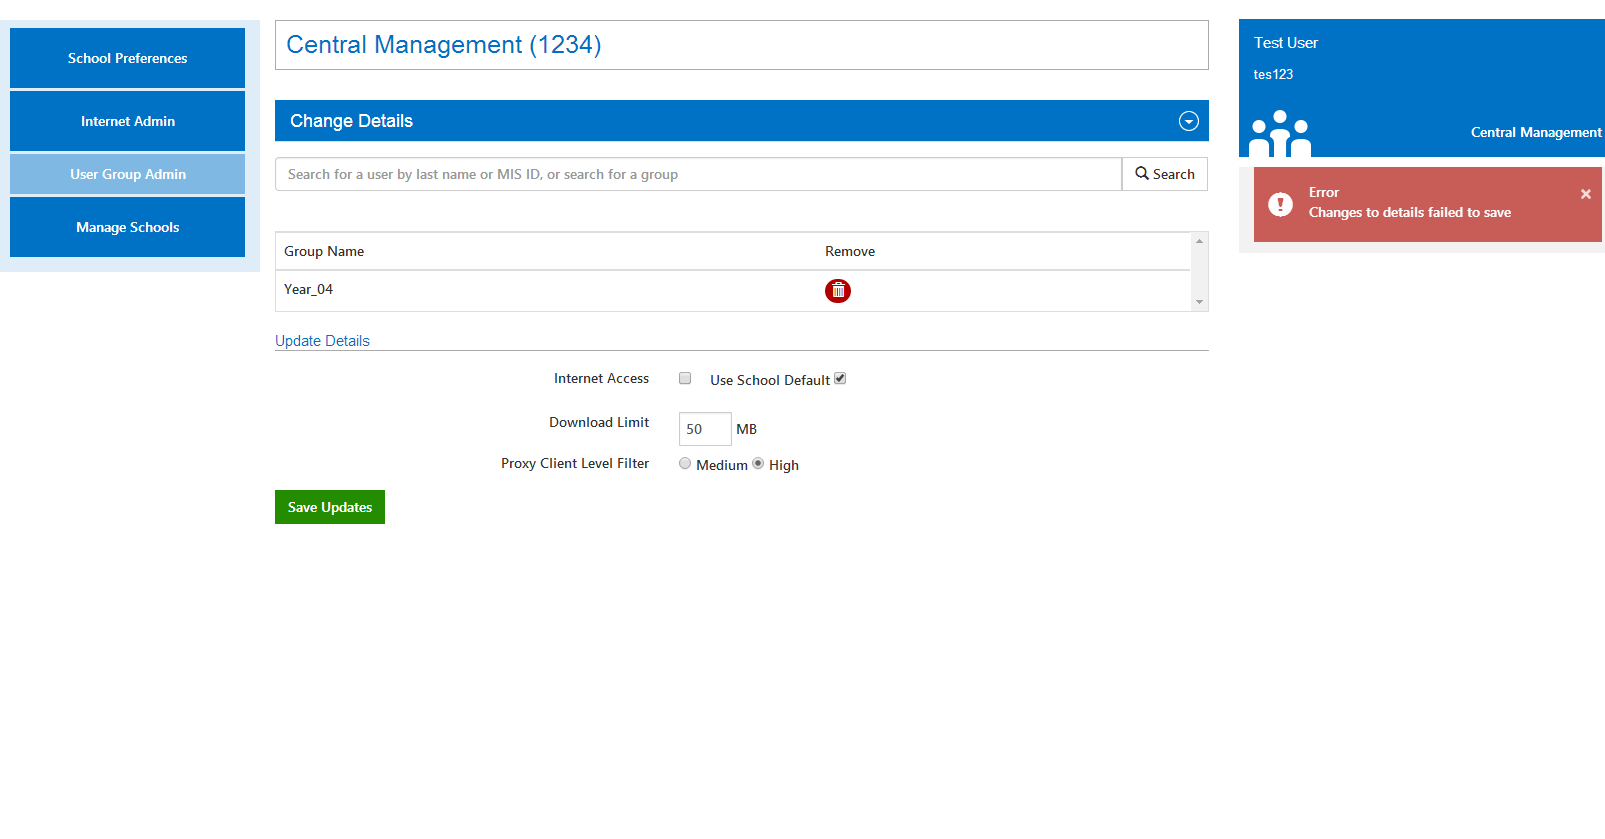 School Preferences
Internet Admin
User Group Admin
Manage Schools
Central Management (1234)
Change Details
Search for a user by last name or MIS ID, or search for a group
Search
Group Name Remove
Year_04
Update Details
Internet Access Use School Default
Download Limit 50 MB
Proxy Client Level Filter Medium High
Save Updates
Test User
tes123
Central Management
Error
Changes to details failed to save